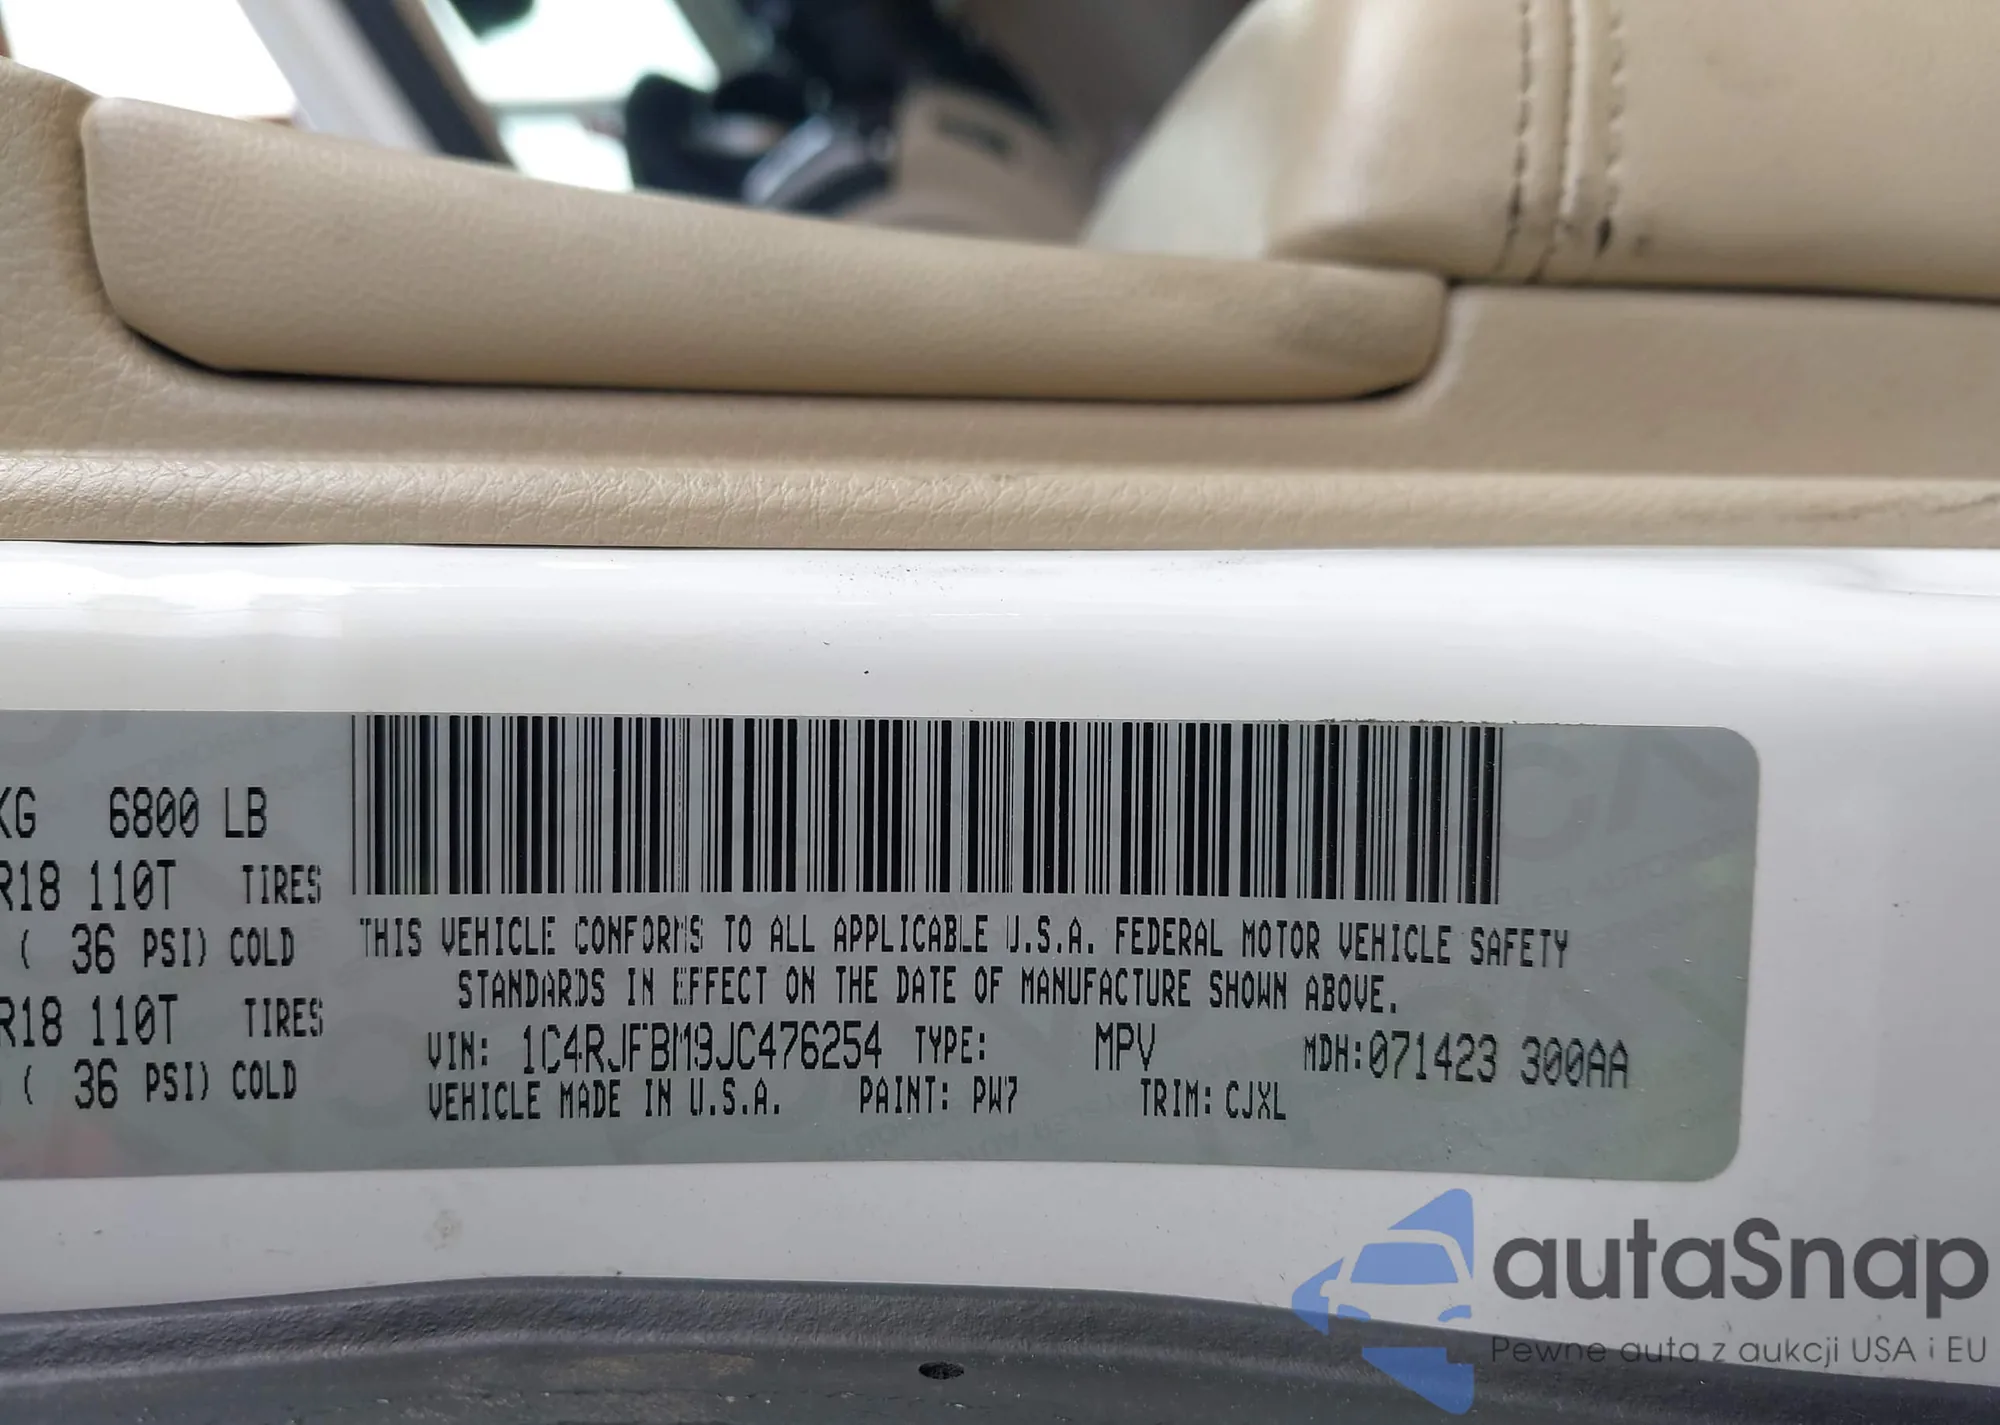 KG 6800 LB
R18 110T TIRES
( 36 PSI) COLD
R18 110T TIRES
( 36 PSI) COLD
THIS VEHICLE CONFORMS TO ALL APPLICABLE U.S.A. FEDERAL MOTOR VEHICLE SAFETY
STANDARDS IN EFFECT ON THE DATE OF MANUFACTURE SHOWN ABOVE.
VIN: 1C4RJFBM9JC476254 TYPE: MPV MDH:071423 300AA
VEHICLE MADE IN U.S.A. PAINT: PW7 TRIM: CJXL
autaSnap
Pewne auta z aukcji USA i EU